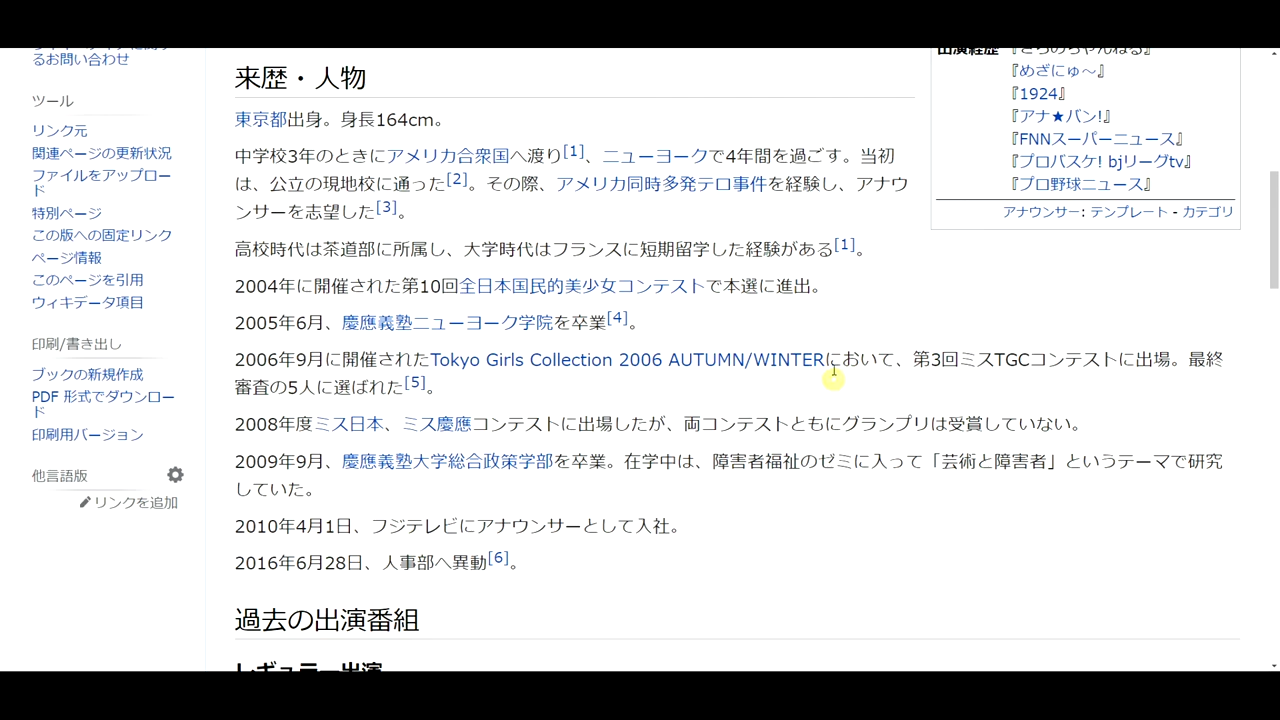 るお問い合わせ
ツール
リンク元
関連ページの更新状況
ファイルをアップロー
ド
特別ページ
この版への固定リンク
ページ情報
このページを引用
ウィキデータ項目
印刷/書き出し
ブックの新規作成
PDF 形式でダウンロー
ド
印刷用バージョン
他言語版
リンクを追加
来歴・人物
東京都出身。身長164cm。
中学校3年のときにアメリカ合衆国へ渡り[1]、ニューヨークで4年間を過ごす。当初
は、公立の現地校に通った[2]。その際、アメリカ同時多発テロ事件を経験し、アナウ
ンサーを志望した[3]。
高校時代は茶道部に所属し、大学時代はフランスに短期留学した経験がある[1]。
2004年に開催された第10回全日本国民的美少女コンテストで本選に進出。
2005年6月、慶應義塾ニューヨーク学院を卒業[4]。
2006年9月に開催されたTokyo Girls Collection 2006 AUTUMN/WINTERにおいて、第3回ミスTGCコンテストに出場。最終
審査の5人に選ばれた[5]。
2008年度ミス日本、ミス慶應コンテストに出場したが、両コンテストともにグランプリは受賞していない。
2009年9月、慶應義塾大学総合政策学部を卒業。在学中は、障害者福祉のゼミに入って「芸術と障害者」というテーマで研究
していた。
2010年4月1日、フジテレビにアナウンサーとして入社。
2016年6月28日、人事部へ異動[6]。
過去の出演番組
レギュラー出演
出演経歴
『めざにゅ〜』
『1924』
『アナ★バン!』
『FNNスーパーニュース』
『プロバスケ! bjリーグtv』
『プロ野球ニュース』
アナウンサー: テンプレート - カテゴリ